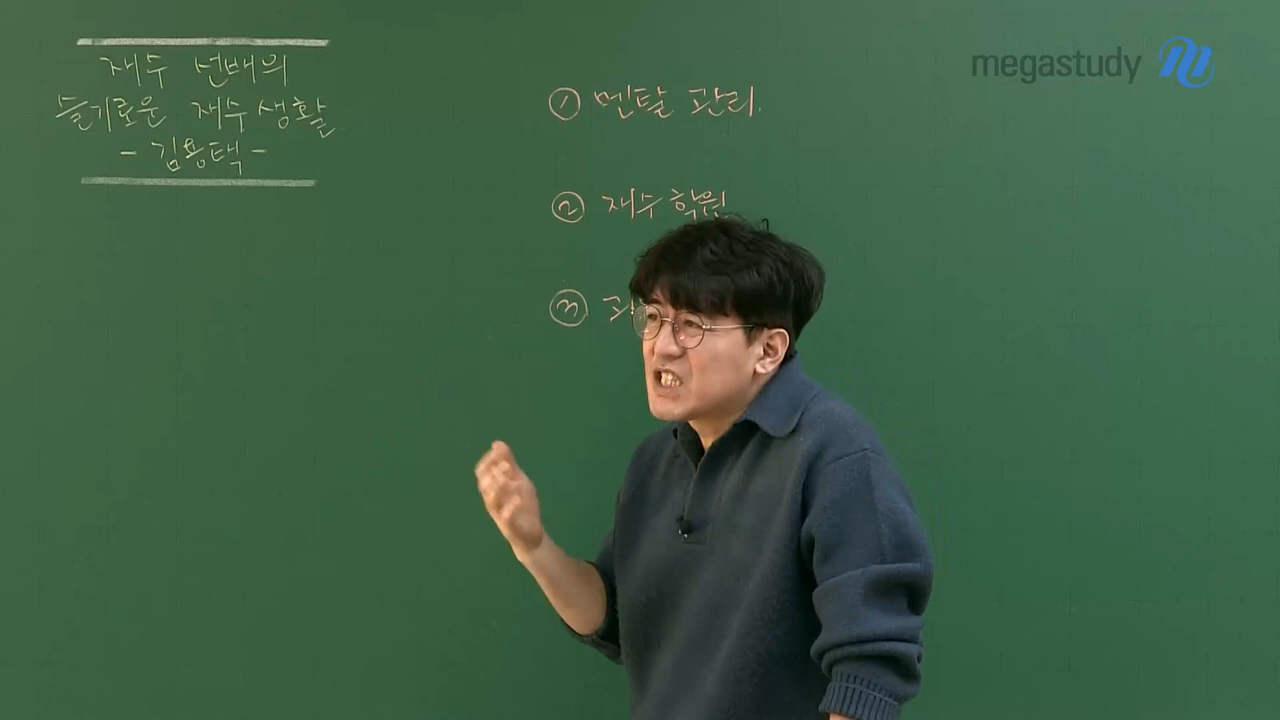 재수 선배의
슬기로운 재수생활
- 김용택 -
① 멘탈 관리.
② 재수학원
③
megastudy